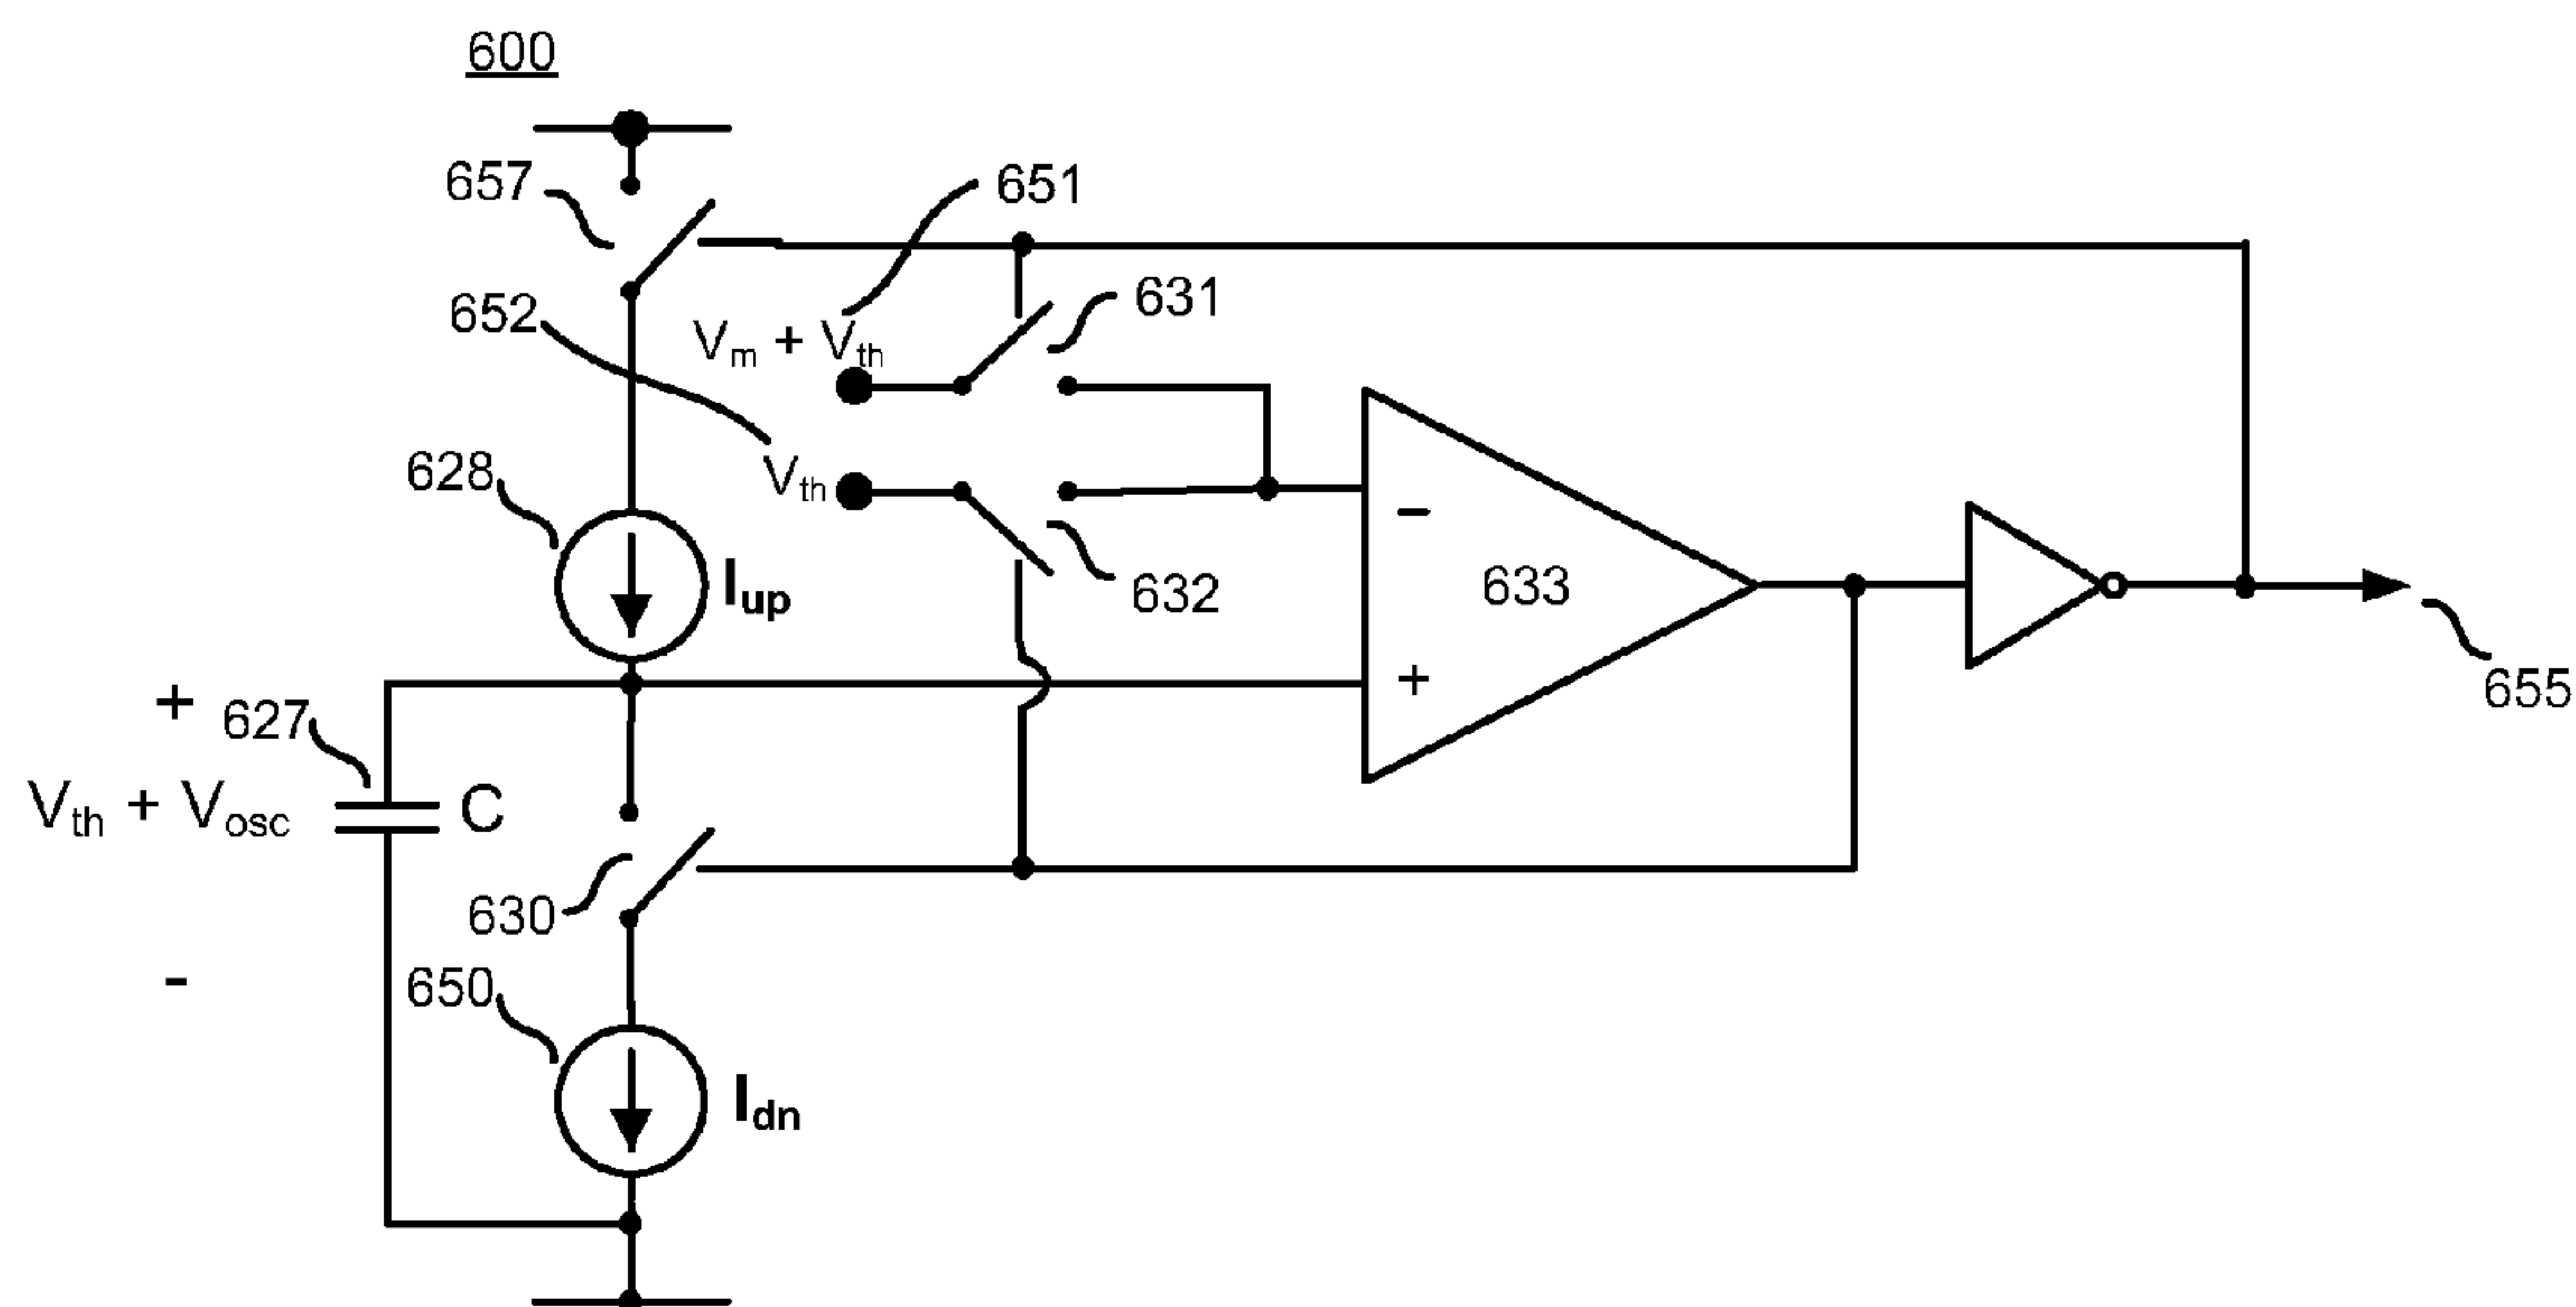 600
657
651
652
631
Vm + Vth
Vth
628
Iup
632
633
−
+
655
+
627
Vth + Vosc
C
-
630
650
Idn